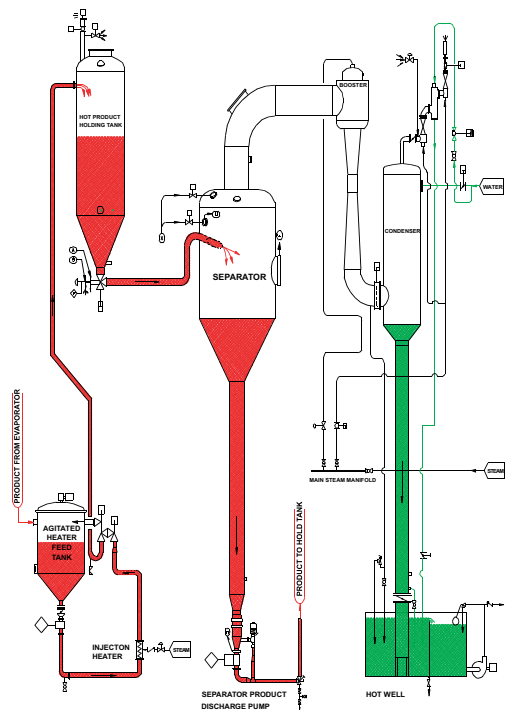 BOOSTER
HOT PRODUCT
HOLDING TANK
WATER
CONDENSER
SEPARATOR
PRODUCT FROM EVAPORATOR
STEAM
MAIN STEAM MANIFOLD
PRODUCT TO HOLD TANK
AGITATED
HEATER
FEED
TANK
INJECTON
HEATER
STEAM
SEPARATOR PRODUCT
DISCHARGE PUMP
HOT WELL